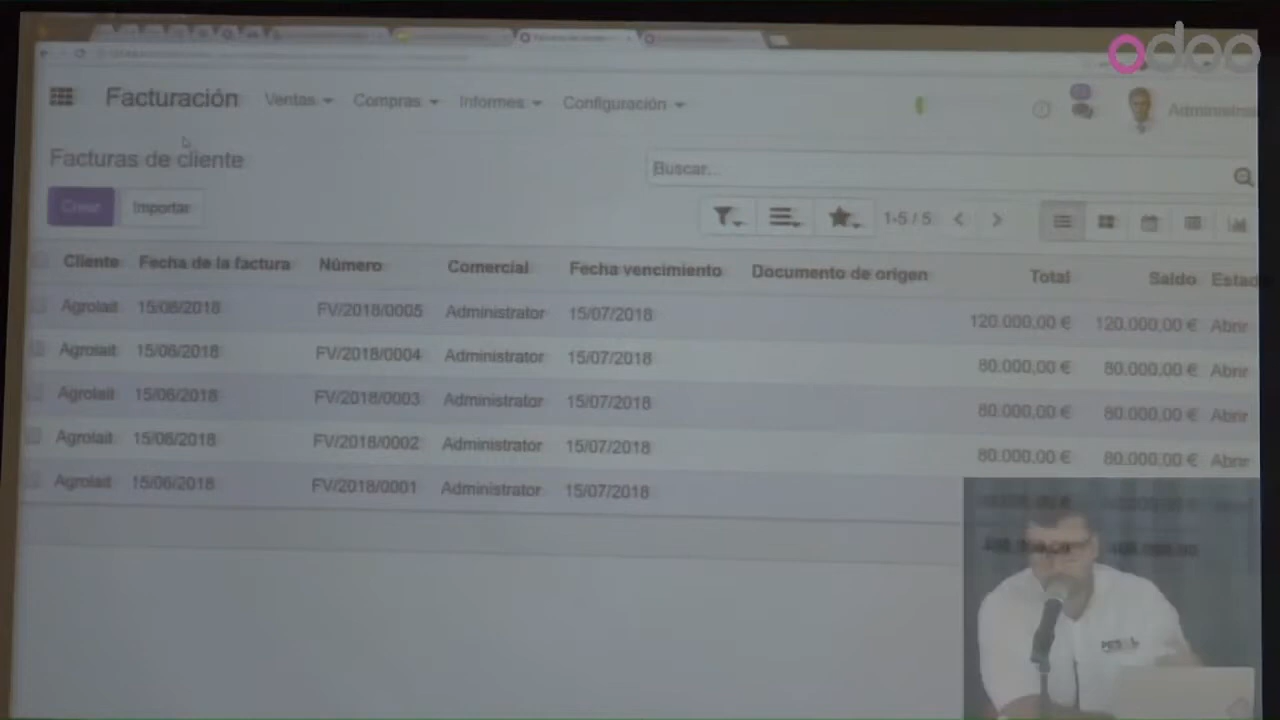 odoo
Facturación Ventas Compras Informes Configuración
Facturas de cliente
Buscar...
Crear Importar
1-5 / 5
Cliente Fecha de la factura Número Comercial Fecha vencimiento Documento de origen Total Saldo Estad
Agrolait 15/06/2018 FV/2018/0005 Administrator 15/07/2018 120.000,00 € 120.000,00 € Abrir
Agrolait 15/06/2018 FV/2018/0004 Administrator 15/07/2018 80.000,00 € 80.000,00 € Abrir
Agrolait 15/06/2018 FV/2018/0003 Administrator 15/07/2018 80.000,00 € 80.000,00 € Abrir
Agrolait 15/06/2018 FV/2018/0002 Administrator 15/07/2018 80.000,00 € 80.000,00 € Abrir
Agrolait 15/06/2018 FV/2018/0001 Administrator 15/07/2018